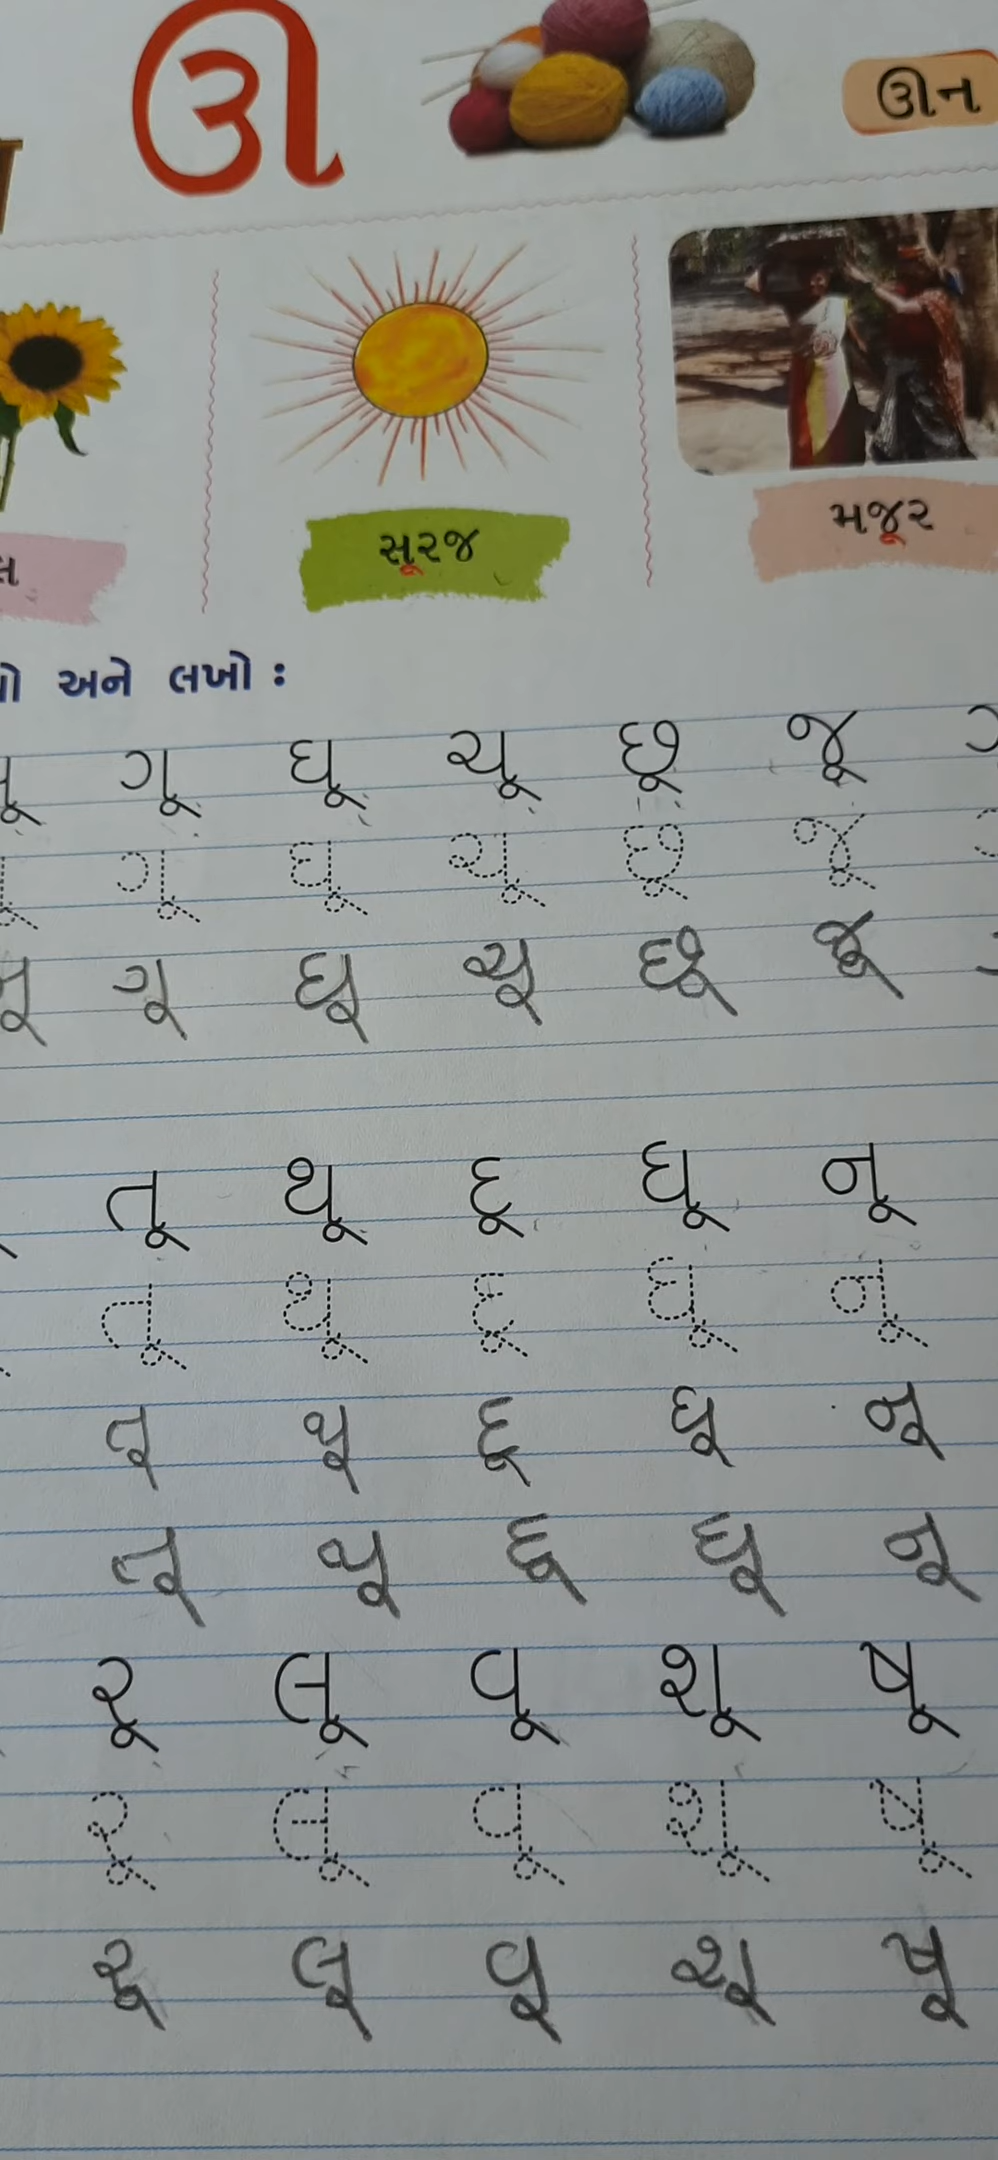 ઊ ઊન
સૂરજ મજૂર
અને લખો :
ગૂ ઘૂ ચૂ છૂ જૂ
ગૂ ઘૂ ચૂ છૂ જૂ
ગૂ ઘૂ ચૂ છૂ જૂ
તૂ થૂ દૂ ધૂ નૂ
તૂ થૂ દૂ ધૂ નૂ
તૂ થૂ દૂ ધૂ નૂ
તૂ થૂ દૂ ધૂ નૂ
રૂ લૂ વૂ શૂ ષૂ
રૂ લૂ વૂ શૂ ષૂ
રૂ લૂ વૂ શૂ ષૂ